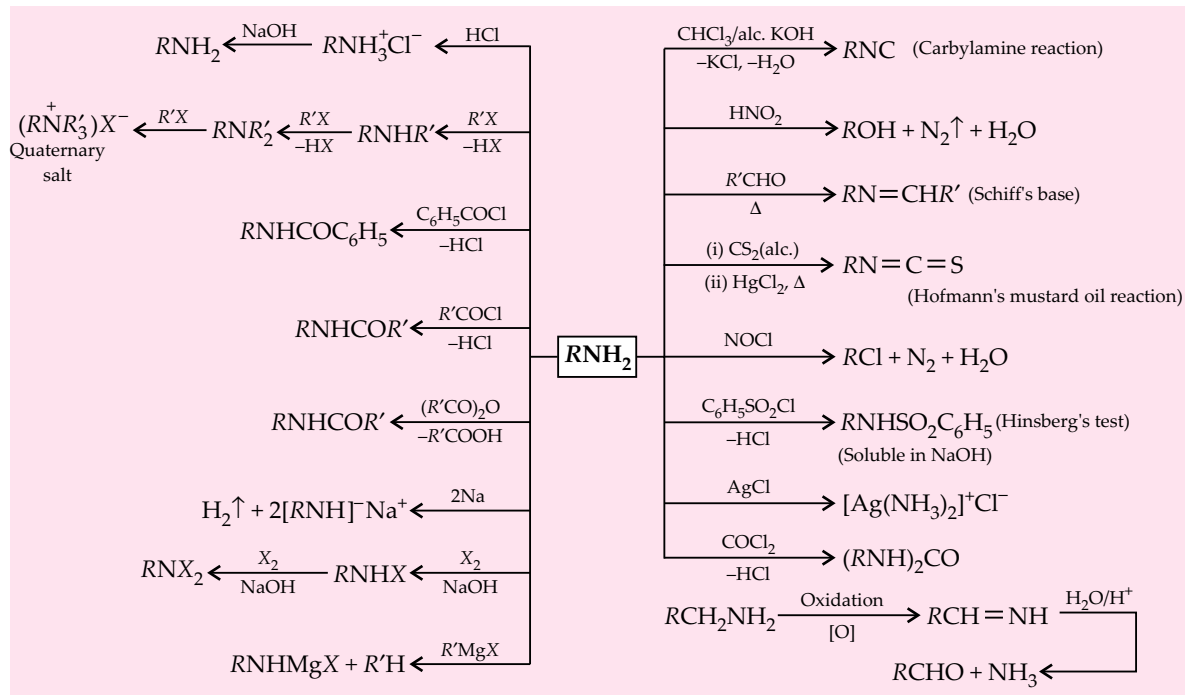 RNH₂ NaOH RNH₃⁺Cl⁻ HCl
(RN⁺R′₃)X⁻ R′X RNR′₂ R′X –HX RNHR′ R′X –HX
Quaternary
salt
RNHCOC₆H₅ C₆H₅COCl –HCl
RNHCOR′ R′COCl –HCl
RNHCOR′ (R′CO)₂O –R′COOH
H₂↑ + 2[RNH]⁻Na⁺ 2Na
RNX₂ X₂ NaOH RNHX X₂ NaOH
RNHMgX + R′H R′MgX
RNH₂
CHCl₃/alc. KOH
–KCl, –H₂O
RNC (Carbylamine reaction)
HNO₂
ROH + N₂↑ + H₂O
R′CHO
Δ
RN=CHR′ (Schiff's base)
(i) CS₂(alc.)
(ii) HgCl₂, Δ
RN=C=S
(Hofmann's mustard oil reaction)
NOCl
RCl + N₂ + H₂O
C₆H₅SO₂Cl
–HCl
RNHSO₂C₆H₅ (Hinsberg's test)
(Soluble in NaOH)
AgCl
[Ag(NH₃)₂]⁺Cl⁻
COCl₂
–HCl
(RNH)₂CO
RCH₂NH₂ Oxidation [O] RCH=NH H₂O/H⁺
RCHO + NH₃